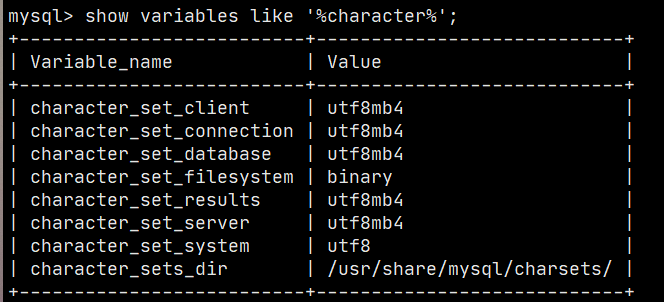 mysql> show variables like '%character%';
+--------------------------+----------------------------+
| Variable_name            | Value                      |
+--------------------------+----------------------------+
| character_set_client     | utf8mb4                    |
| character_set_connection | utf8mb4                    |
| character_set_database   | utf8mb4                    |
| character_set_filesystem | binary                     |
| character_set_results    | utf8mb4                    |
| character_set_server     | utf8mb4                    |
| character_set_system     | utf8                       |
| character_sets_dir       | /usr/share/mysql/charsets/ |
+--------------------------+----------------------------+